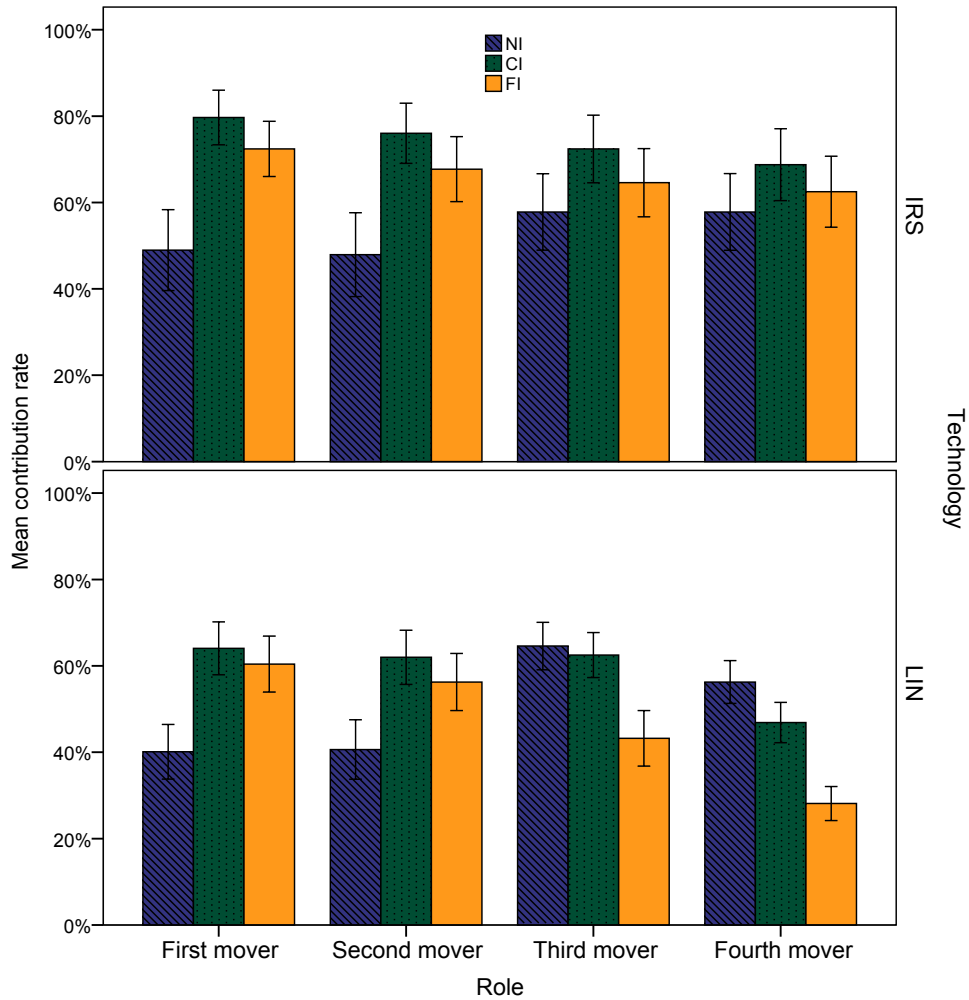 100%
80%
60%
40%
20%
0%
NI
CI
FI
IRS
100%
80%
60%
40%
20%
0%
LIN
Mean contribution rate
Technology
First mover
Second mover
Third mover
Fourth mover
Role